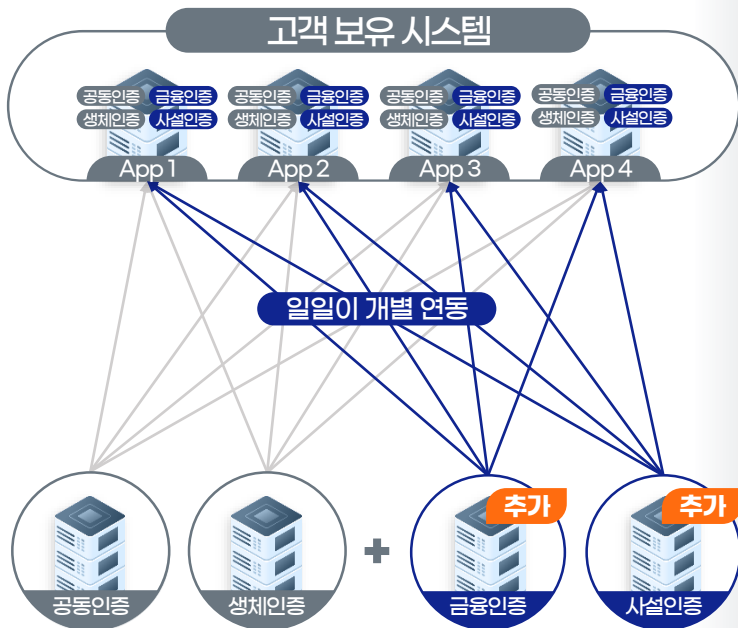 고객 보유 시스템
공동인증 금융인증 공동인증 금융인증 공동인증 금융인증 공동인증 금융인증
생체인증 사설인증 생체인증 사설인증 생체인증 사설인증 생체인증 사설인증
App 1 App 2 App 3 App 4
일일이 개별 연동
추가 추가
공동인증 생체인증 + 금융인증 사설인증